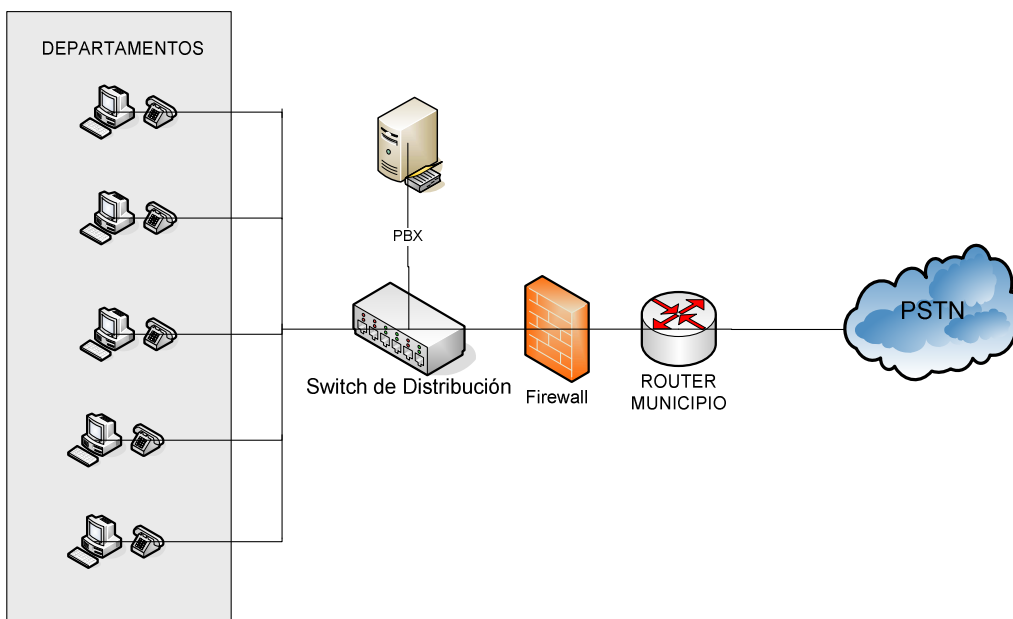 DEPARTAMENTOS
PBX
Switch de Distribución
Firewall
ROUTER
MUNICIPIO
PSTN